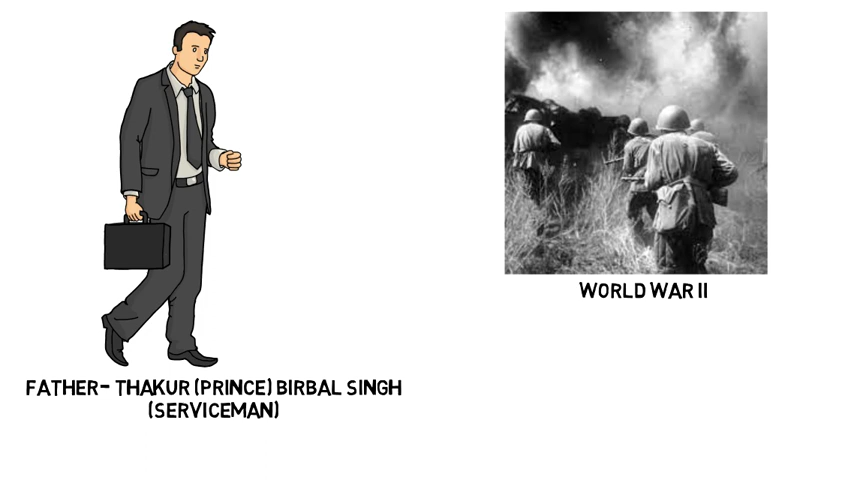 WORLD WAR II
FATHER- THAKUR (PRINCE) BIRBAL SINGH
(SERVICEMAN)